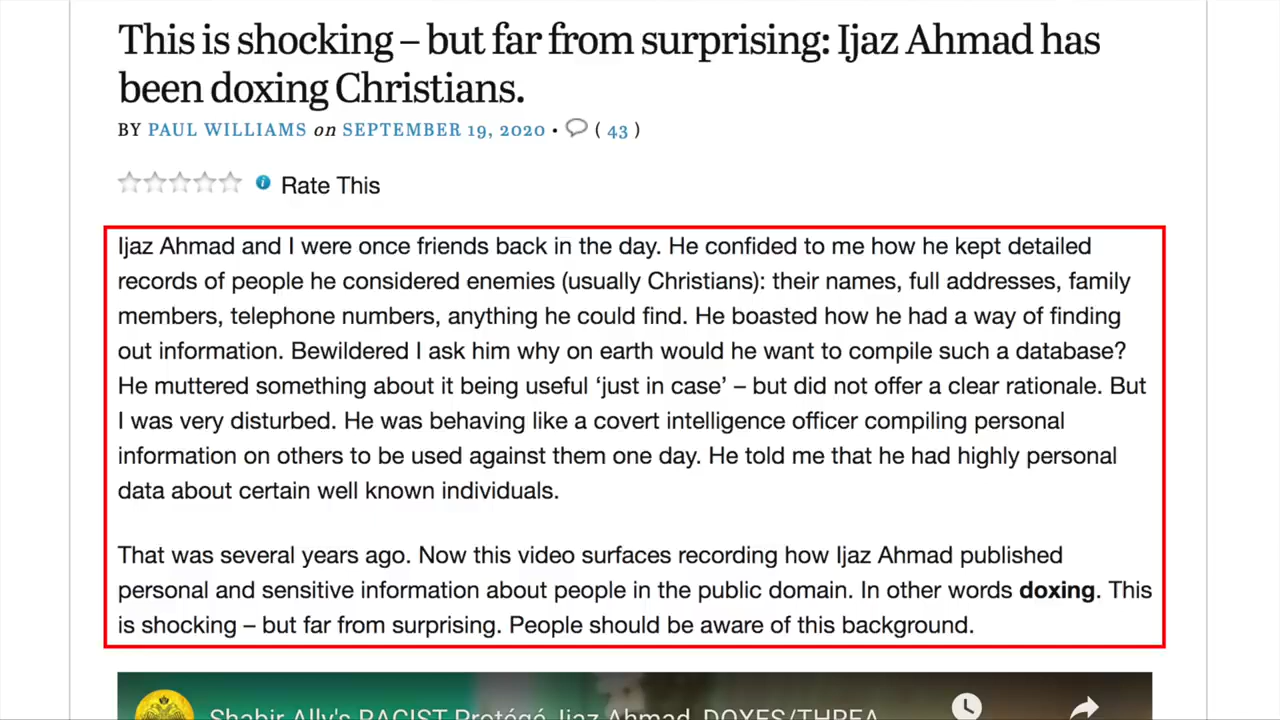 This is shocking – but far from surprising: Ijaz Ahmad has
been doxing Christians.
BY PAUL WILLIAMS on SEPTEMBER 19, 2020 • ( 43 )
i Rate This
Ijaz Ahmad and I were once friends back in the day. He confided to me how he kept detailed
records of people he considered enemies (usually Christians): their names, full addresses, family
members, telephone numbers, anything he could find. He boasted how he had a way of finding
out information. Bewildered I ask him why on earth would he want to compile such a database?
He muttered something about it being useful ‘just in case’ – but did not offer a clear rationale. But
I was very disturbed. He was behaving like a covert intelligence officer compiling personal
information on others to be used against them one day. He told me that he had highly personal
data about certain well known individuals.
That was several years ago. Now this video surfaces recording how Ijaz Ahmad published
personal and sensitive information about people in the public domain. In other words doxing. This
is shocking – but far from surprising. People should be aware of this background.
Shabir Ally's RACIST Protégé Ijaz Ahmad, DOXES/THREA